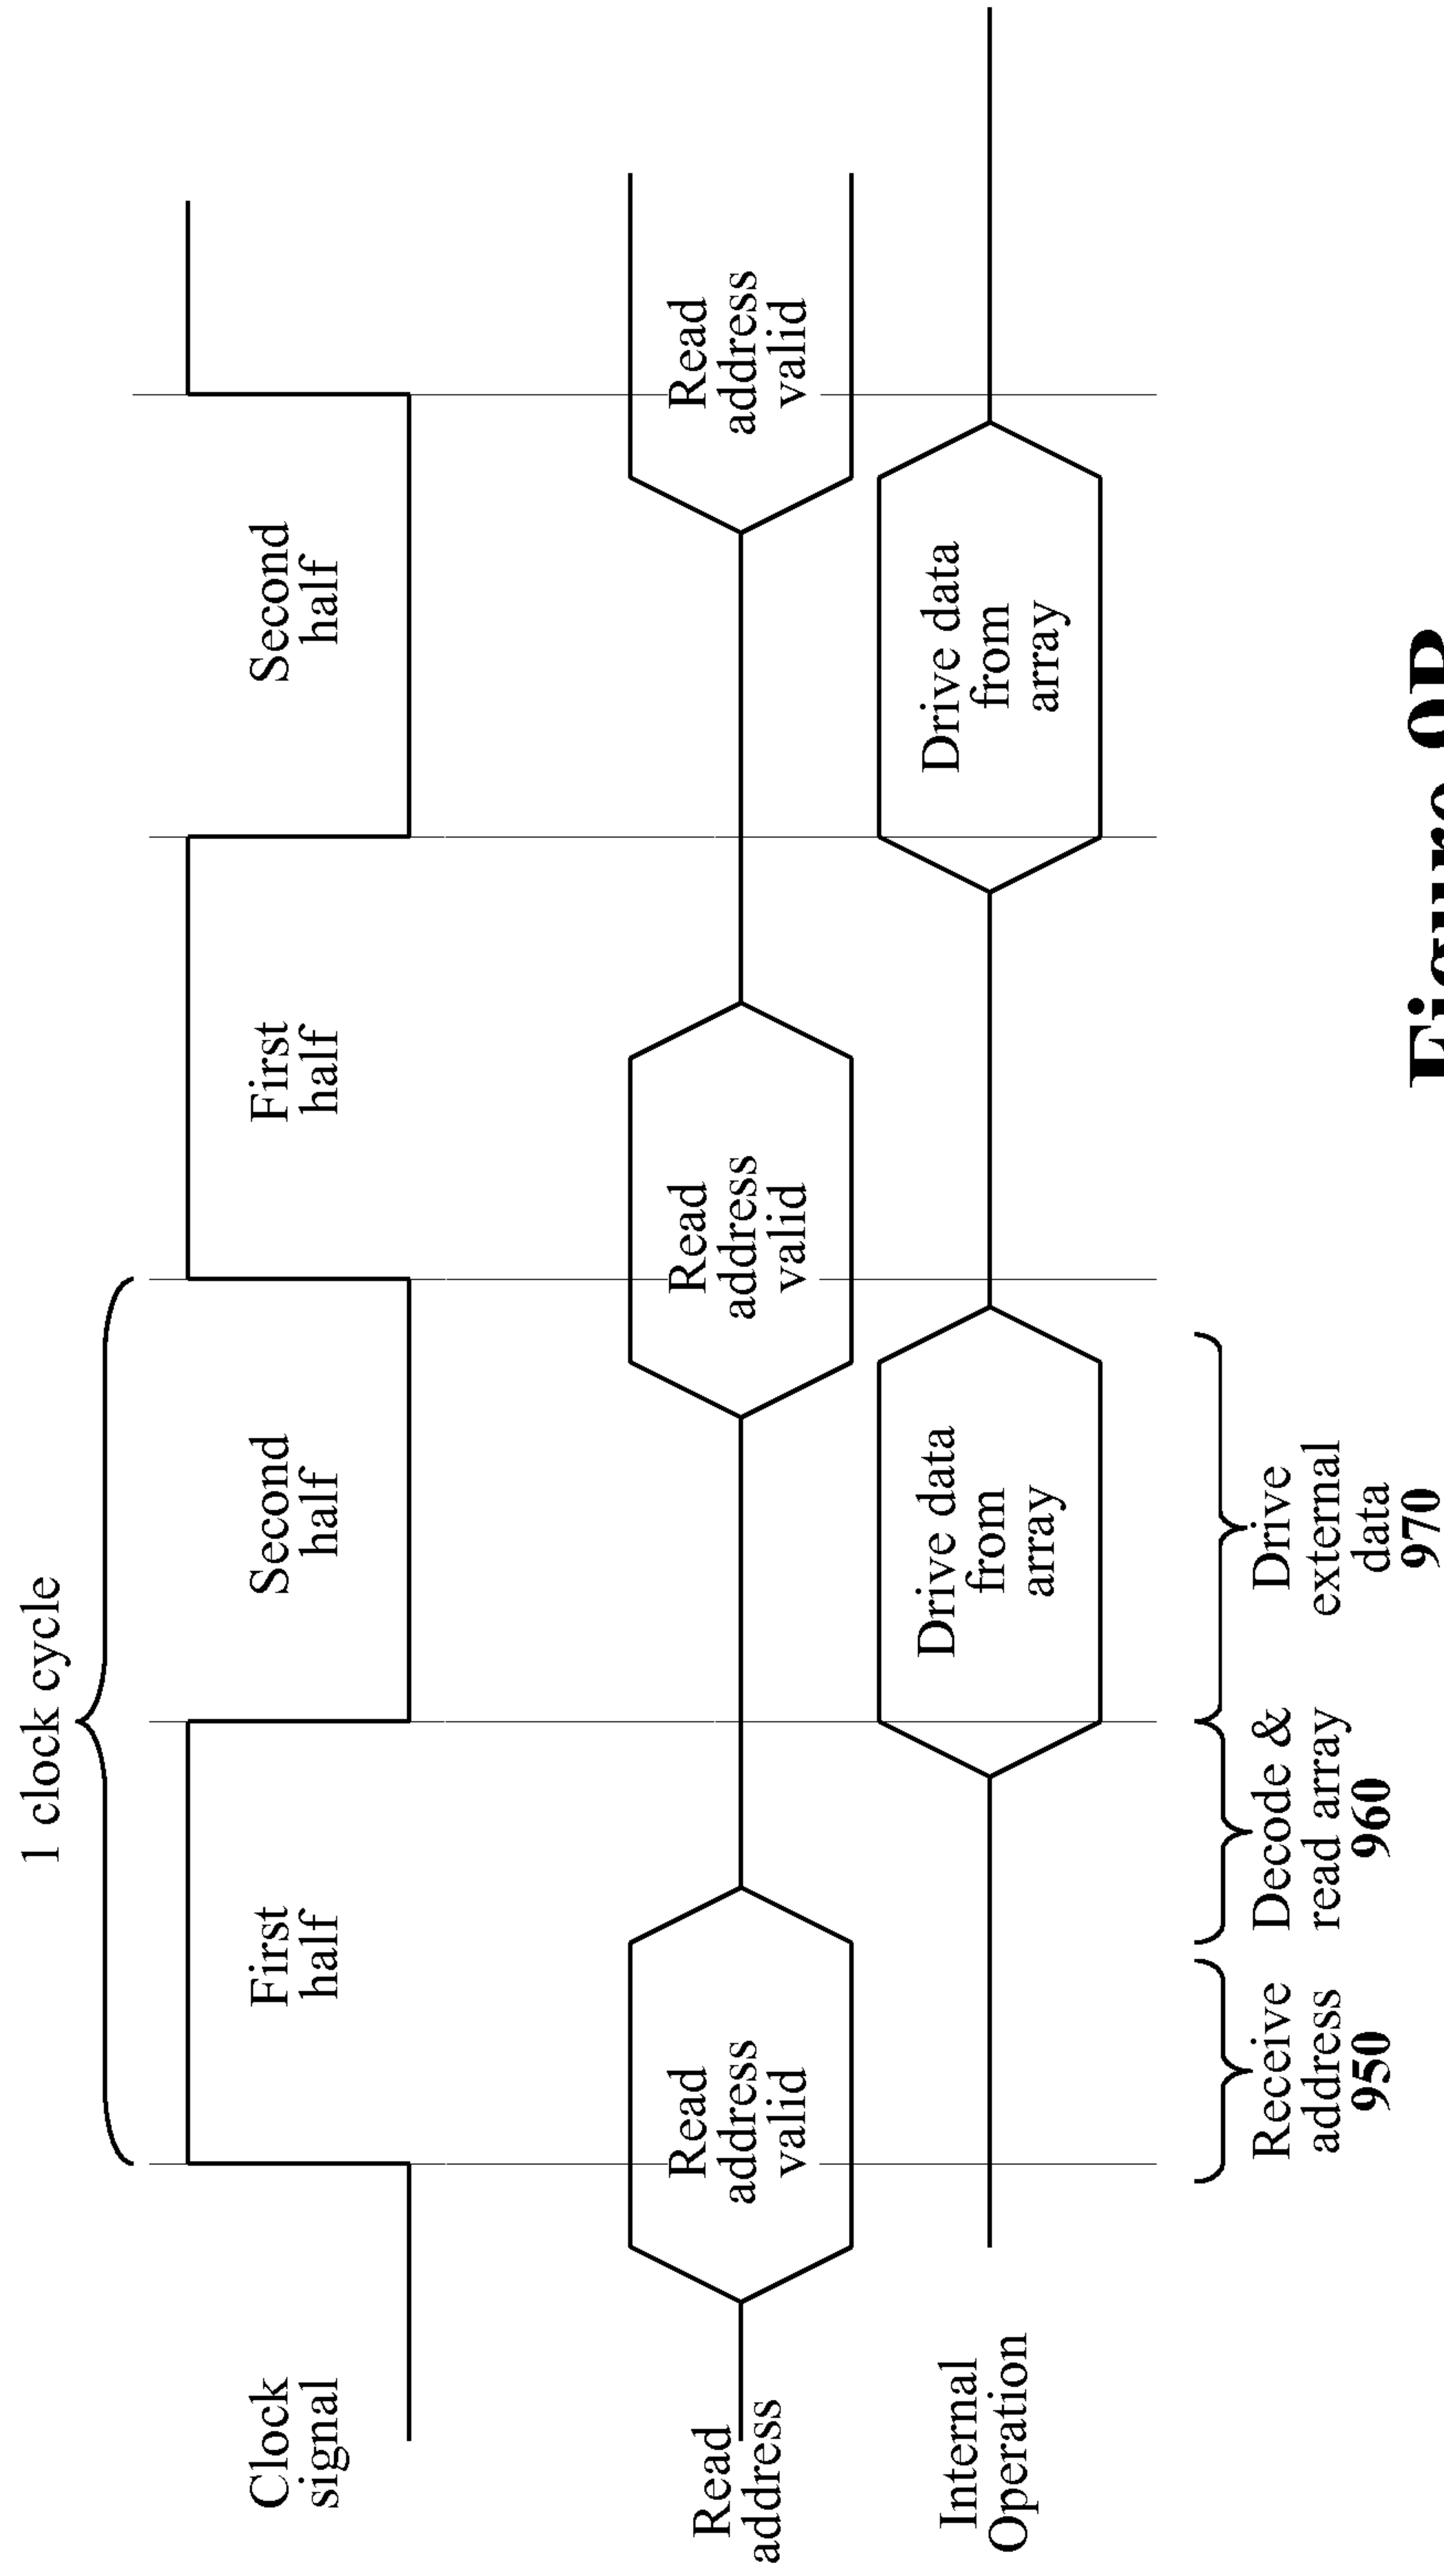 1 clock cycle
Clock
signal
First
half
Second
half
First
half
Second
half
Read
address
Read
address
valid
Read
address
valid
Read
address
valid
Internal
Operation
Drive data
from
array
Drive data
from
array
Receive
address
950
Decode &
read array
960
Drive
external
data
970
Figure